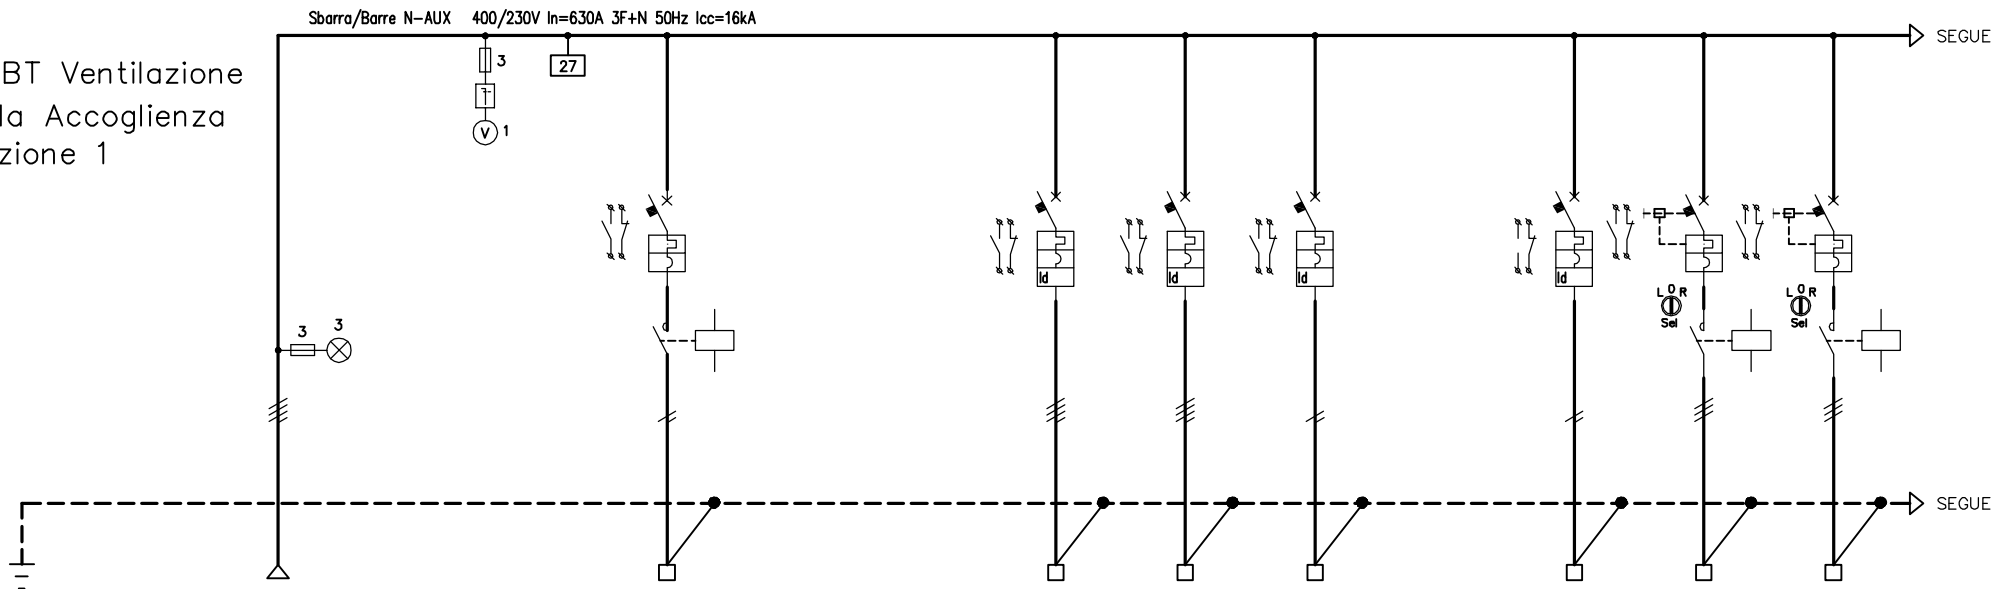 Sbarra/Barre N-AUX 400/230V In=630A 3F+N 50Hz Icc=16kA
SEGUE
BT Ventilazione
la Accoglienza
zione 1
3
27
V 1
Id
Id
Id
Id
L O R
Sel
L O R
Sel
3 3
SEGUE